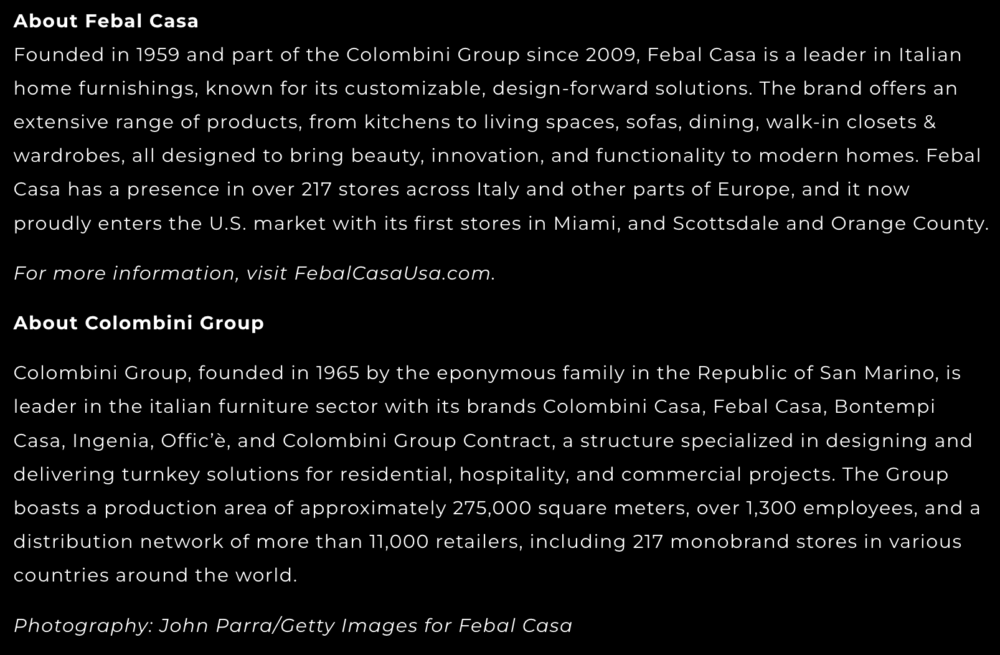 About Febal Casa
Founded in 1959 and part of the Colombini Group since 2009, Febal Casa is a leader in Italian
home furnishings, known for its customizable, design-forward solutions. The brand offers an
extensive range of products, from kitchens to living spaces, sofas, dining, walk-in closets &
wardrobes, all designed to bring beauty, innovation, and functionality to modern homes. Febal
Casa has a presence in over 217 stores across Italy and other parts of Europe, and it now
proudly enters the U.S. market with its first stores in Miami, and Scottsdale and Orange County.
For more information, visit FebalCasaUsa.com.
About Colombini Group
Colombini Group, founded in 1965 by the eponymous family in the Republic of San Marino, is
leader in the italian furniture sector with its brands Colombini Casa, Febal Casa, Bontempi
Casa, Ingenia, Offic’è, and Colombini Group Contract, a structure specialized in designing and
delivering turnkey solutions for residential, hospitality, and commercial projects. The Group
boasts a production area of approximately 275,000 square meters, over 1,300 employees, and a
distribution network of more than 11,000 retailers, including 217 monobrand stores in various
countries around the world.
Photography: John Parra/Getty Images for Febal Casa